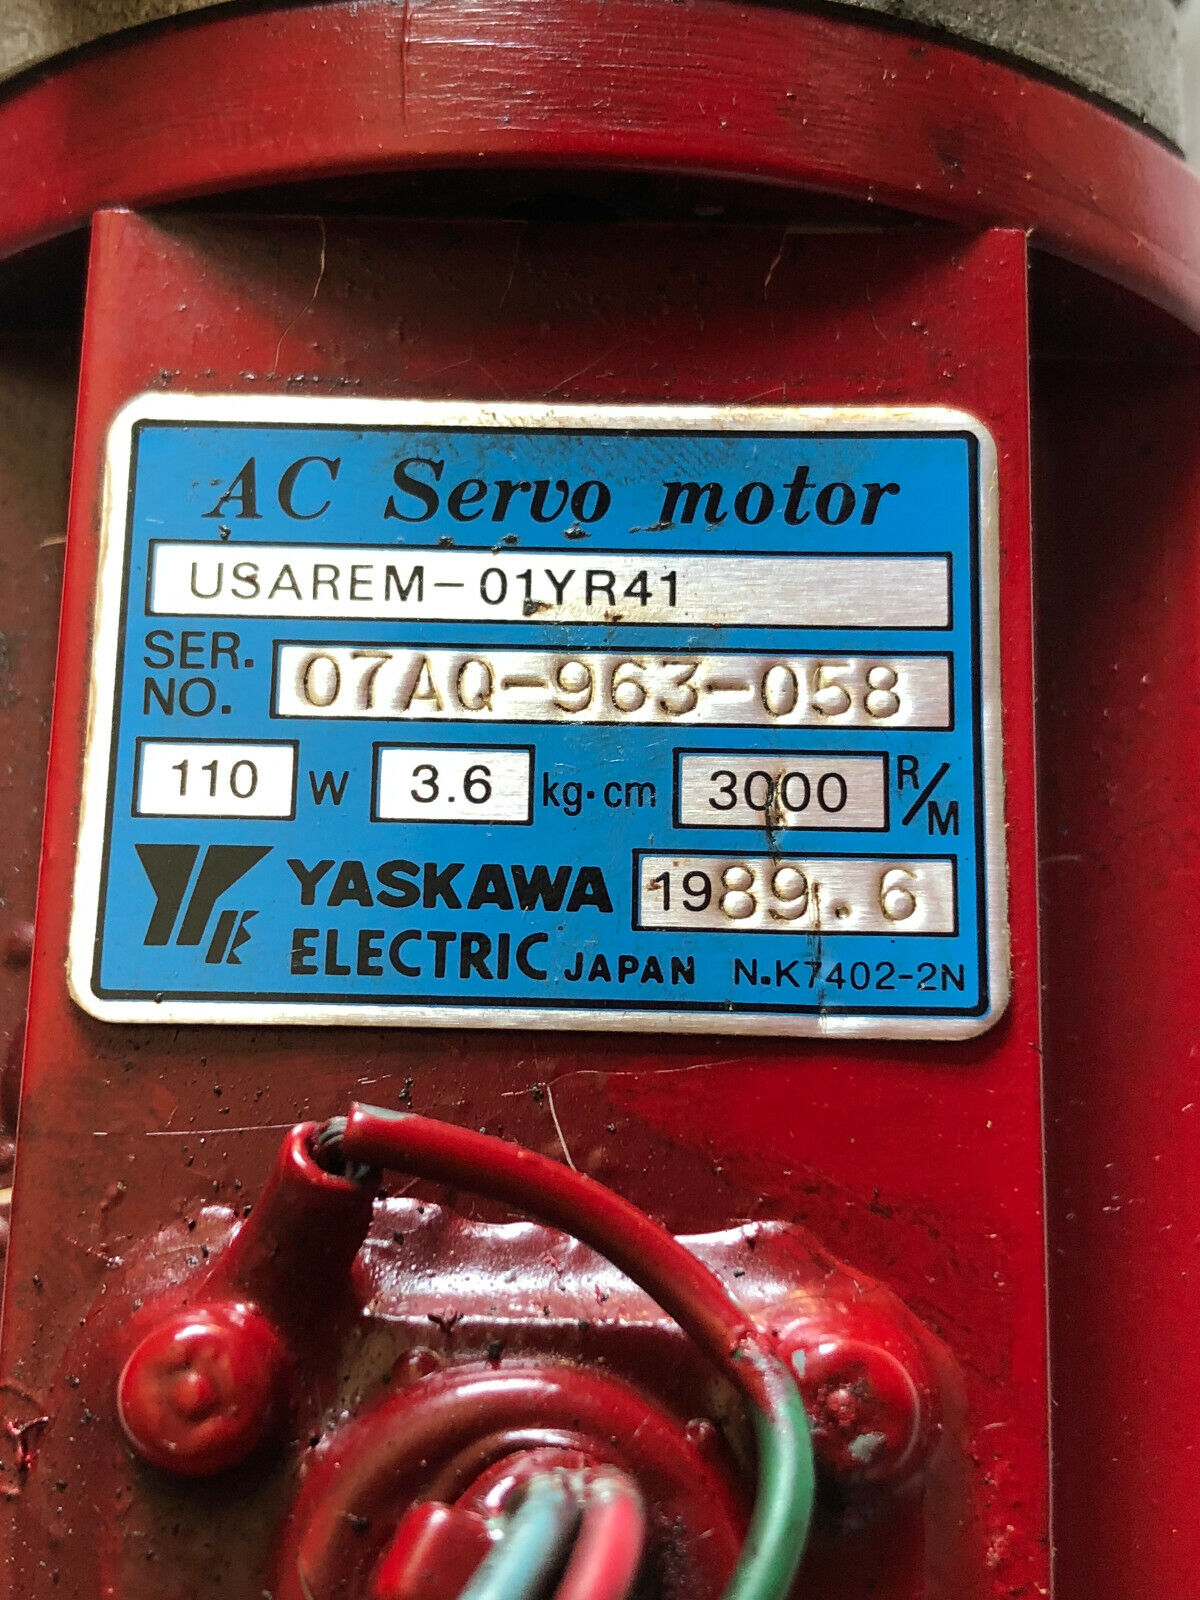 AC Servo motor
USAREM-01YR41
SER. NO. 07AQ-963-058
110 W 3.6 kg·cm 3000 R/M
YASKAWA ELECTRIC JAPAN
1989.6
N.K7402-2N